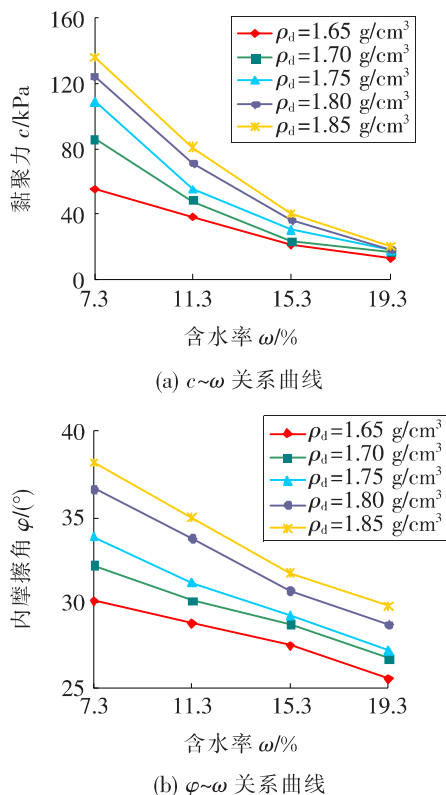 160
120
80
40
0
黏聚力 c/kPa
ρd=1.65 g/cm³
ρd=1.70 g/cm³
ρd=1.75 g/cm³
ρd=1.80 g/cm³
ρd=1.85 g/cm³
7.3 11.3 15.3 19.3
含水率 ω/%
(a) c~ω 关系曲线
40
35
30
25
内摩擦角 φ/(°)
ρd=1.65 g/cm³
ρd=1.70 g/cm³
ρd=1.75 g/cm³
ρd=1.80 g/cm³
ρd=1.85 g/cm³
7.3 11.3 15.3 19.3
含水率 ω/%
(b) φ~ω 关系曲线